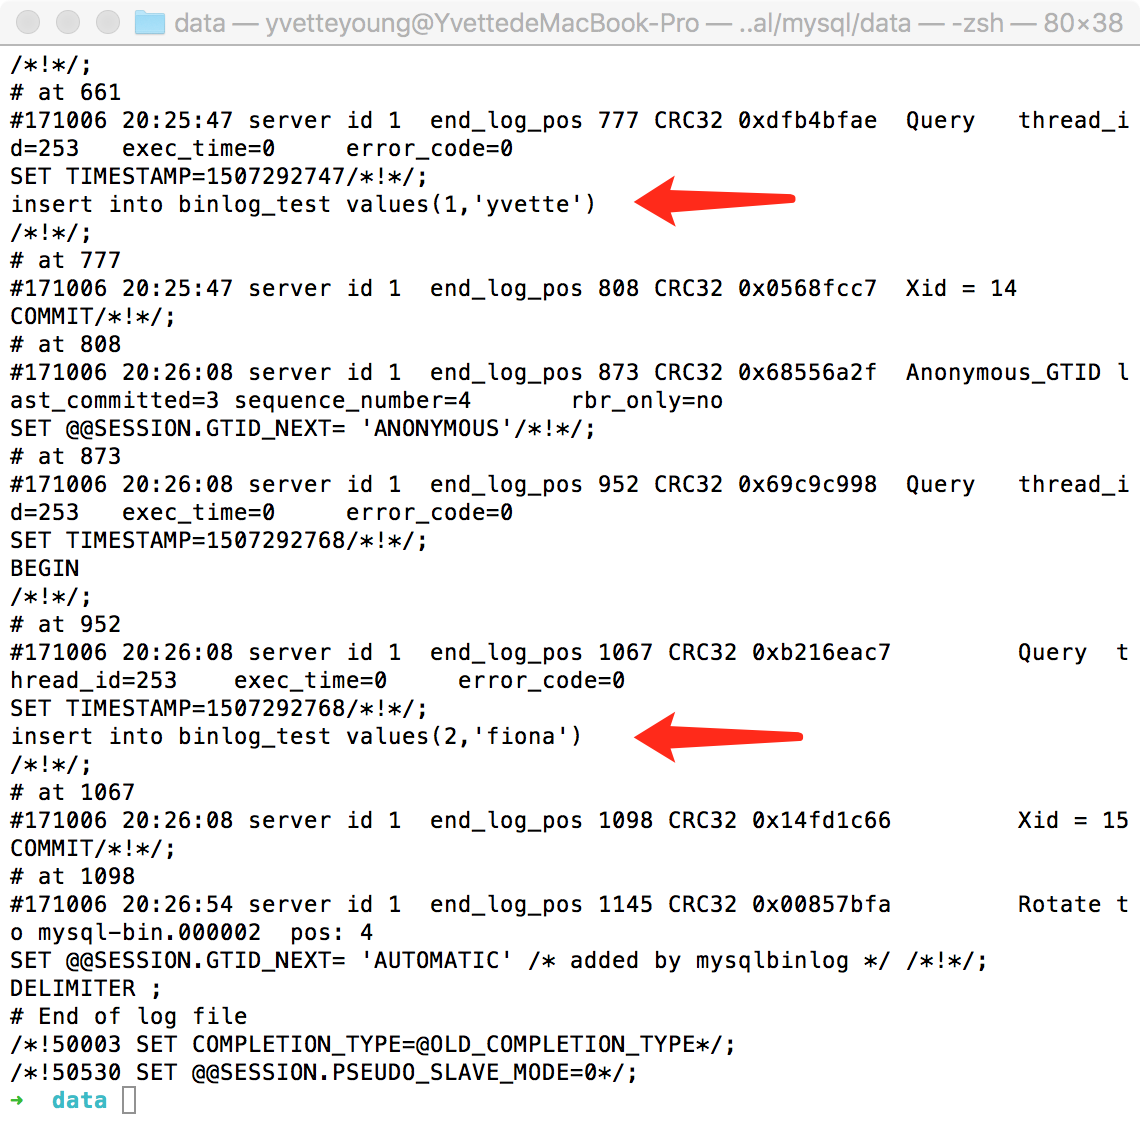 data — yvetteyoung@YvettedeMacBook-Pro — ..al/mysql/data — -zsh — 80×38
/*!*/;
# at 661
#171006 20:25:47 server id 1  end_log_pos 777 CRC32 0xdfb4bfae  Query   thread_i
d=253   exec_time=0     error_code=0
SET TIMESTAMP=1507292747/*!*/;
insert into binlog_test values(1,'yvette')
/*!*/;
# at 777
#171006 20:25:47 server id 1  end_log_pos 808 CRC32 0x0568fcc7  Xid = 14
COMMIT/*!*/;
# at 808
#171006 20:26:08 server id 1  end_log_pos 873 CRC32 0x68556a2f  Anonymous_GTID l
ast_committed=3 sequence_number=4       rbr_only=no
SET @@SESSION.GTID_NEXT= 'ANONYMOUS'/*!*/;
# at 873
#171006 20:26:08 server id 1  end_log_pos 952 CRC32 0x69c9c998  Query   thread_i
d=253   exec_time=0     error_code=0
SET TIMESTAMP=1507292768/*!*/;
BEGIN
/*!*/;
# at 952
#171006 20:26:08 server id 1  end_log_pos 1067 CRC32 0xb216eac7         Query  t
hread_id=253    exec_time=0     error_code=0
SET TIMESTAMP=1507292768/*!*/;
insert into binlog_test values(2,'fiona')
/*!*/;
# at 1067
#171006 20:26:08 server id 1  end_log_pos 1098 CRC32 0x14fd1c66         Xid = 15
COMMIT/*!*/;
# at 1098
#171006 20:26:54 server id 1  end_log_pos 1145 CRC32 0x00857bfa         Rotate t
o mysql-bin.000002  pos: 4
SET @@SESSION.GTID_NEXT= 'AUTOMATIC' /* added by mysqlbinlog */ /*!*/;
DELIMITER ;
# End of log file
/*!50003 SET COMPLETION_TYPE=@OLD_COMPLETION_TYPE*/;
/*!50530 SET @@SESSION.PSEUDO_SLAVE_MODE=0*/;
➜  data